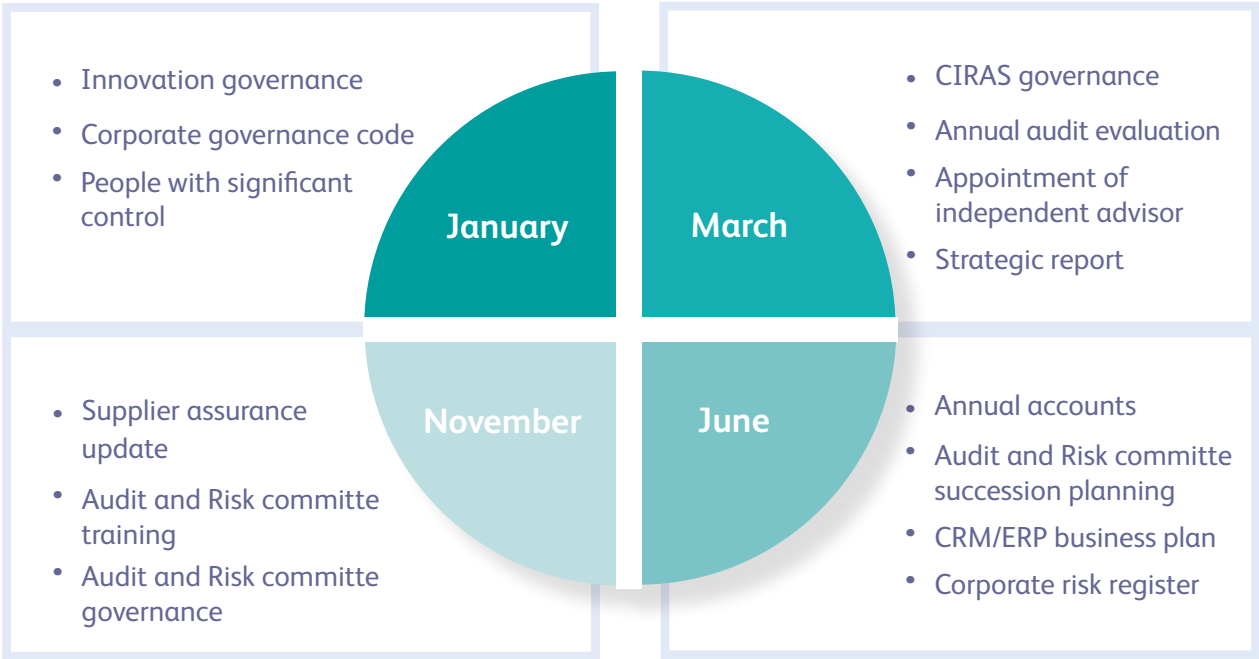 • Innovation governance
• Corporate governance code
• People with significant
control
January
March
• CIRAS governance
• Annual audit evaluation
• Appointment of
independent advisor
• Strategic report
• Supplier assurance
update
• Audit and Risk committe
training
• Audit and Risk committe
governance
November
June
• Annual accounts
• Audit and Risk committe
succession planning
• CRM/ERP business plan
• Corporate risk register